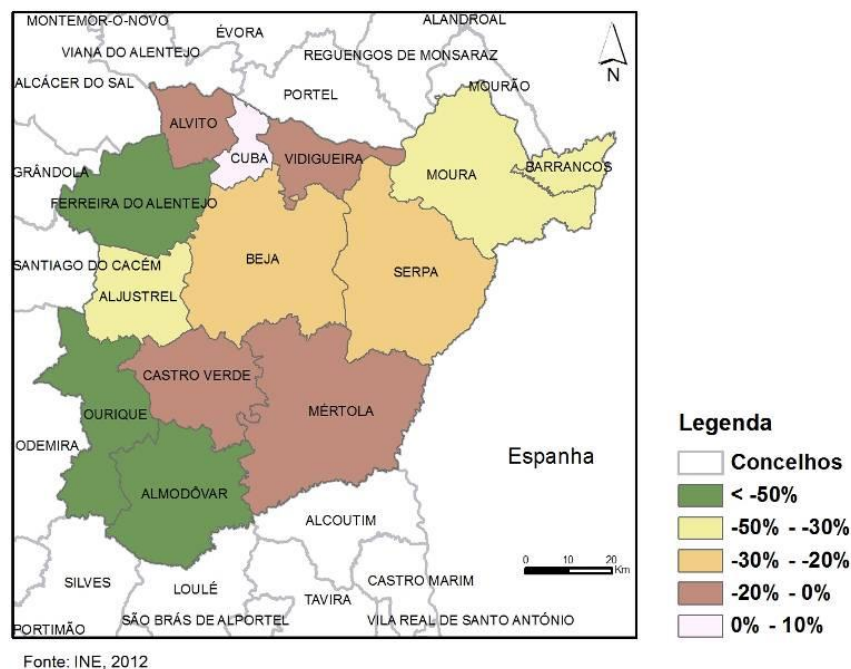 MONTEMOR-O-NOVO
ALANDROAL
ÉVORA
VIANA DO ALENTEJO
REGUENGOS DE MONSARAZ
N
ALCÁCER DO SAL
MOURÃO
PORTEL
ALVITO
CUBA
VIDIGUEIRA
BARRANCOS
GRÂNDOLA
MOURA
FERREIRA DO ALENTEJO
BEJA
SANTIAGO DO CACÉM
SERPA
ALJUSTREL
CASTRO VERDE
MÉRTOLA
OURIQUE
ODEMIRA
Espanha
ALMODÔVAR
ALCOUTIM
0 10 20
Km
SILVES
LOULÉ
CASTRO MARIM
TAVIRA
SÃO BRÁS DE ALPORTEL
VILA REAL DE SANTO ANTÓNIO
PORTIMÃO
Legenda
Concelhos
< -50%
-50% - -30%
-30% - -20%
-20% - 0%
0% - 10%
Fonte: INE, 2012